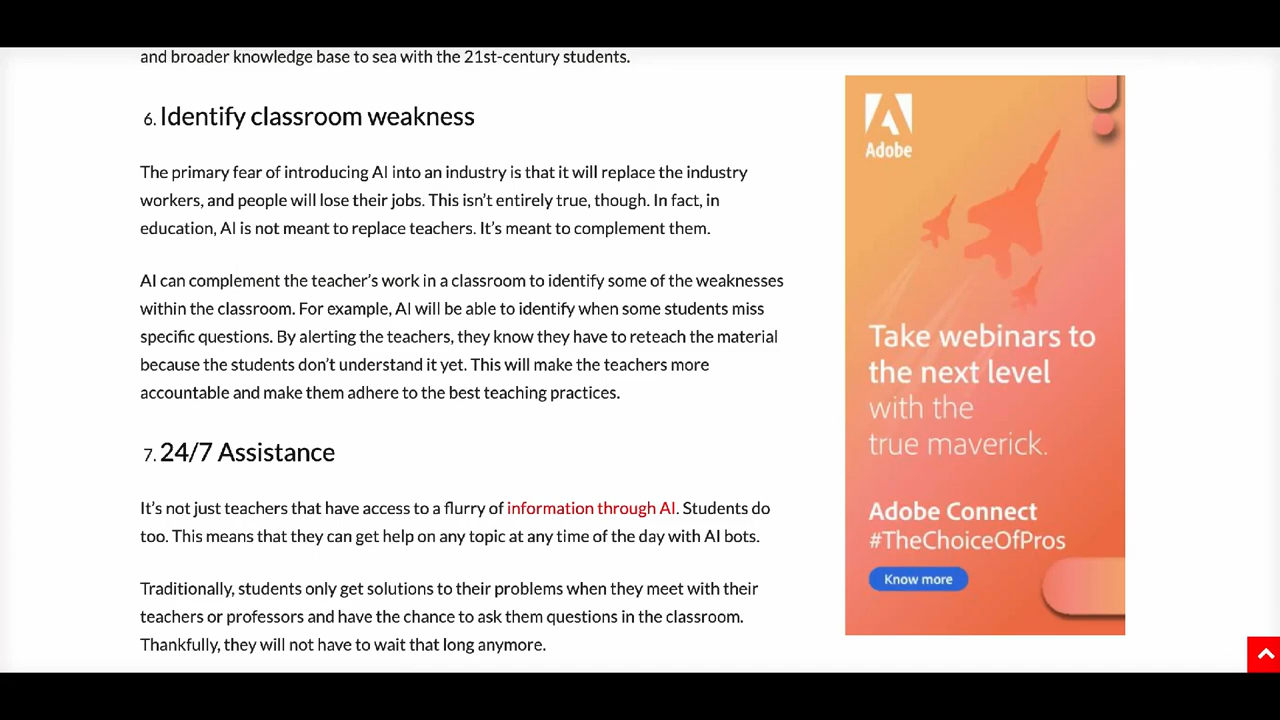 and broader knowledge base to sea with the 21st-century students.
6. Identify classroom weakness
The primary fear of introducing AI into an industry is that it will replace the industry
workers, and people will lose their jobs. This isn’t entirely true, though. In fact, in
education, AI is not meant to replace teachers. It’s meant to complement them.
AI can complement the teacher’s work in a classroom to identify some of the weaknesses
within the classroom. For example, AI will be able to identify when some students miss
specific questions. By alerting the teachers, they know they have to reteach the material
because the students don’t understand it yet. This will make the teachers more
accountable and make them adhere to the best teaching practices.
7. 24/7 Assistance
It’s not just teachers that have access to a flurry of information through AI. Students do
too. This means that they can get help on any topic at any time of the day with AI bots.
Traditionally, students only get solutions to their problems when they meet with their
teachers or professors and have the chance to ask them questions in the classroom.
Thankfully, they will not have to wait that long anymore.
Adobe
Take webinars to
the next level
with the
true maverick.
Adobe Connect
#TheChoiceOfPros
Know more